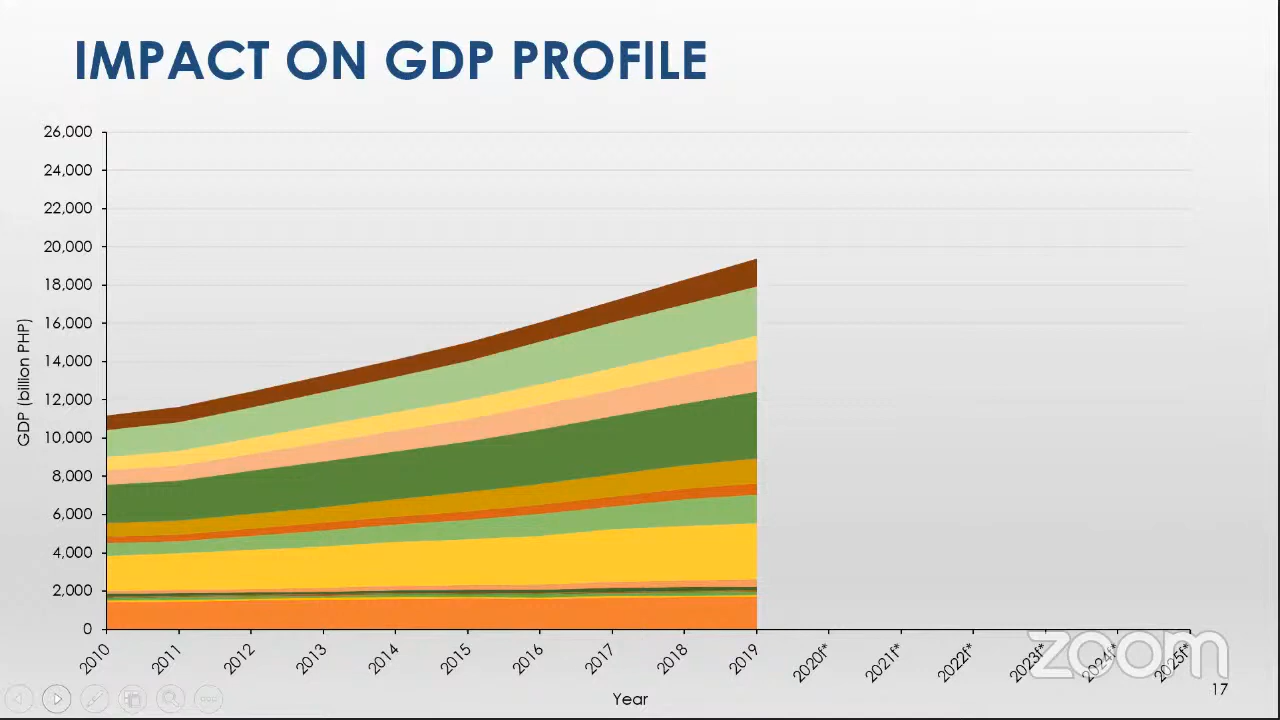 IMPACT ON GDP PROFILE
26,000
24,000
22,000
20,000
18,000
16,000
14,000
12,000
10,000
8,000
6,000
4,000
2,000
0
GDP (billion PHP)
2010
2011
2012
2013
2014
2015
2016
2017
2018
2019
2020f*
2021f*
2022f*
2023f*
2024f*
2025f*
Year
zoom
17